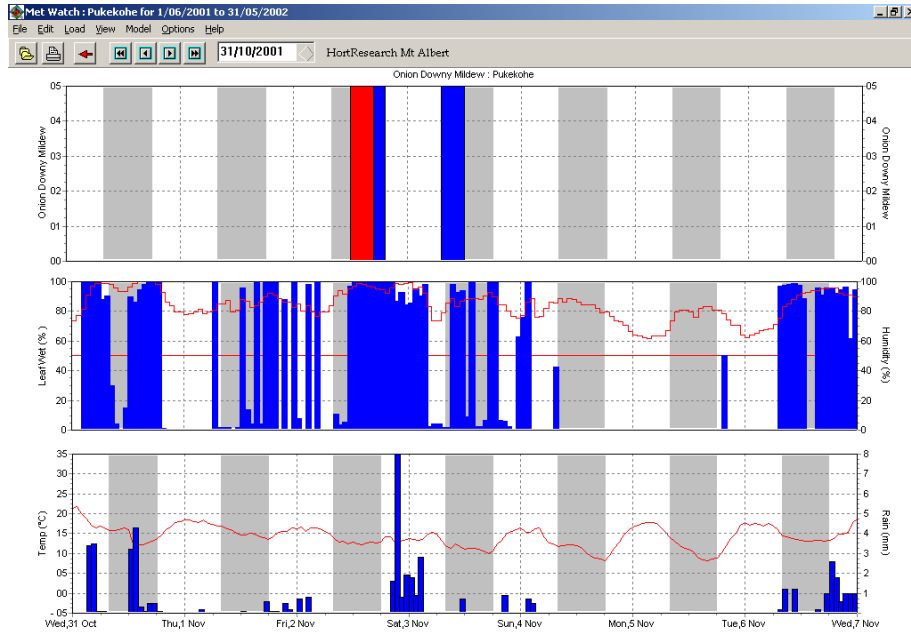 Met Watch : Pukekohe for 1/06/2001 to 31/05/2002
File Edit Load View Model Options Help
31/10/2001 HortResearch Mt Albert
Onion Downy Mildew : Pukekohe
05 05
04 04
03 03
02 02
01 01
00 00
Onion Downy Mildew
Onion Downy Mildew
100 100
80 80
60 60
40 40
20 20
0 0
Leaf Wet (%)
Humidity (%)
35 8
30 7
25 6
20 5
15 4
10 3
05 2
00 1
-05
Temp (°C)
Rain (mm)
Wed,31 Oct Thu,1 Nov Fri,2 Nov Sat,3 Nov Sun,4 Nov Mon,5 Nov Tue,6 Nov Wed,7 Nov